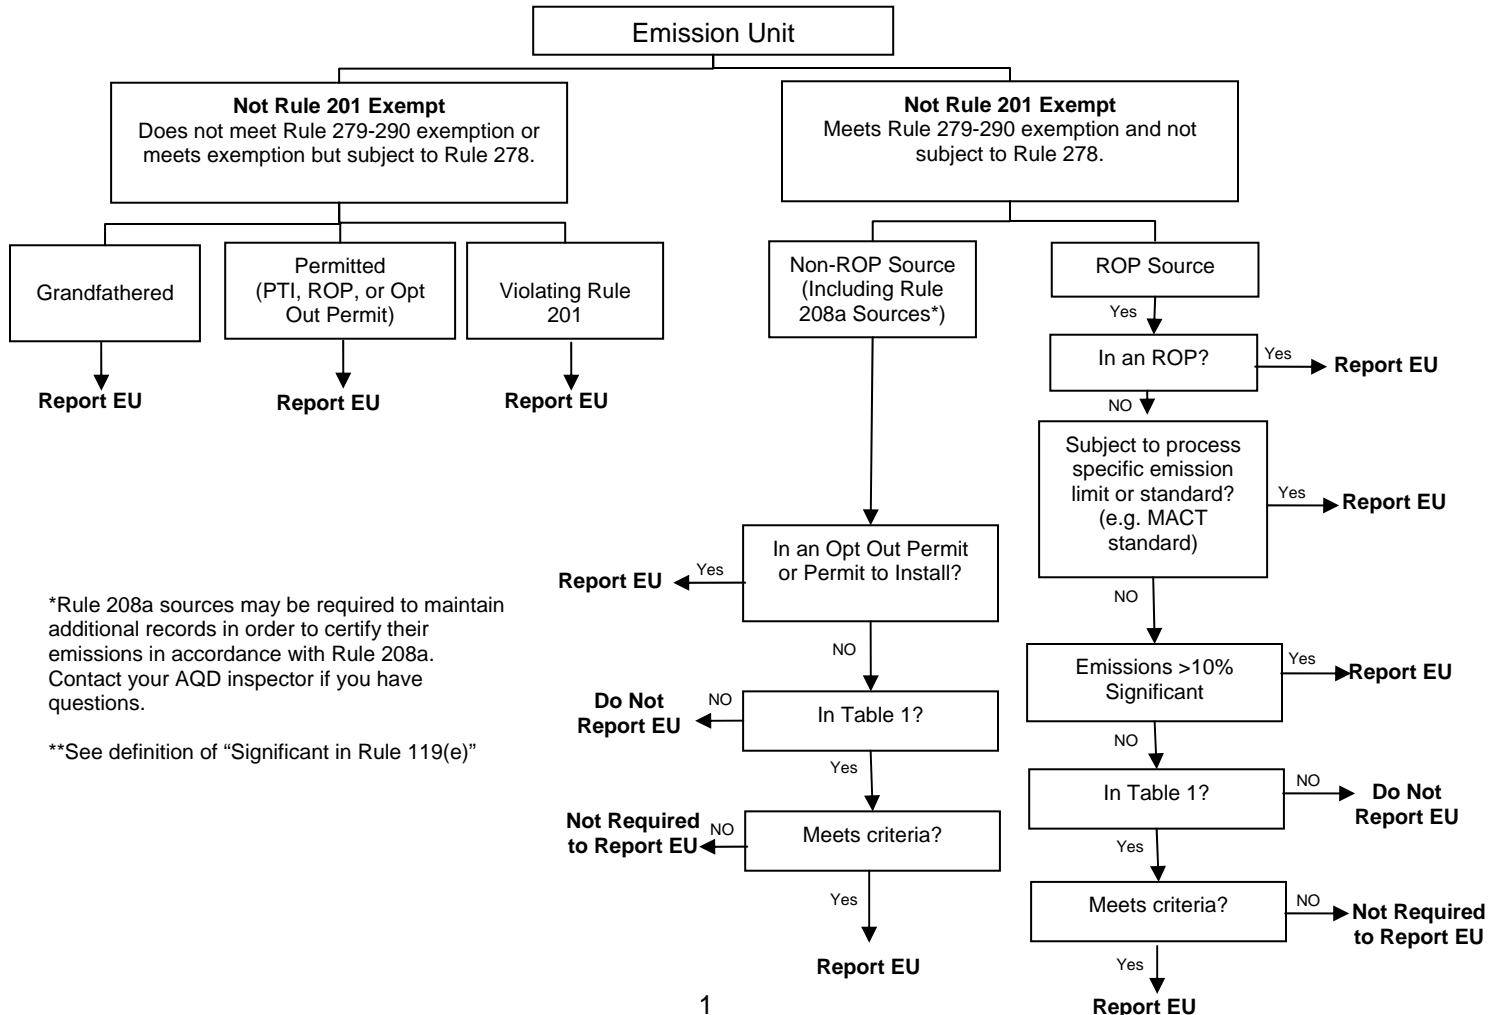 Emission Unit
Not Rule 201 Exempt
Does not meet Rule 279-290 exemption or
meets exemption but subject to Rule 278.
Not Rule 201 Exempt
Meets Rule 279-290 exemption and not
subject to Rule 278.
Grandfathered
Permitted
(PTI, ROP, or Opt
Out Permit)
Violating Rule
201
Report EU
Report EU
Report EU
Non-ROP Source
(Including Rule
208a Sources*)
In an Opt Out Permit
or Permit to Install?
Yes
Report EU
NO
In Table 1?
NO
Do Not
Report EU
Yes
Meets criteria?
NO
Not Required
to Report EU
Yes
Report EU
ROP Source
Yes
In an ROP?
Yes
Report EU
NO
Subject to process
specific emission
limit or standard?
(e.g. MACT
standard)
Yes
Report EU
NO
Emissions >10%
Significant
Yes
Report EU
NO
In Table 1?
NO
Do Not
Report EU
Yes
Meets criteria?
NO
Not Required
to Report EU
Yes
Report EU
*Rule 208a sources may be required to maintain
additional records in order to certify their
emissions in accordance with Rule 208a.
Contact your AQD inspector if you have
questions.
**See definition of “Significant in Rule 119(e)”
1